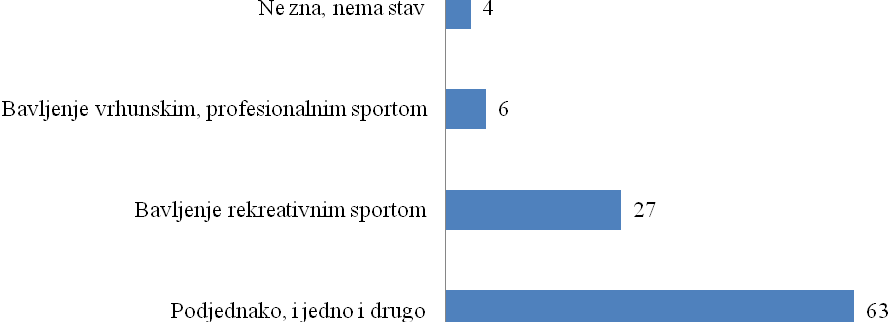 Ne zna, nema stav 4
Bavljenje vrhunskim, profesionalnim sportom 6
Bavljenje rekreativnim sportom 27
Podjednako, i jedno i drugo 63